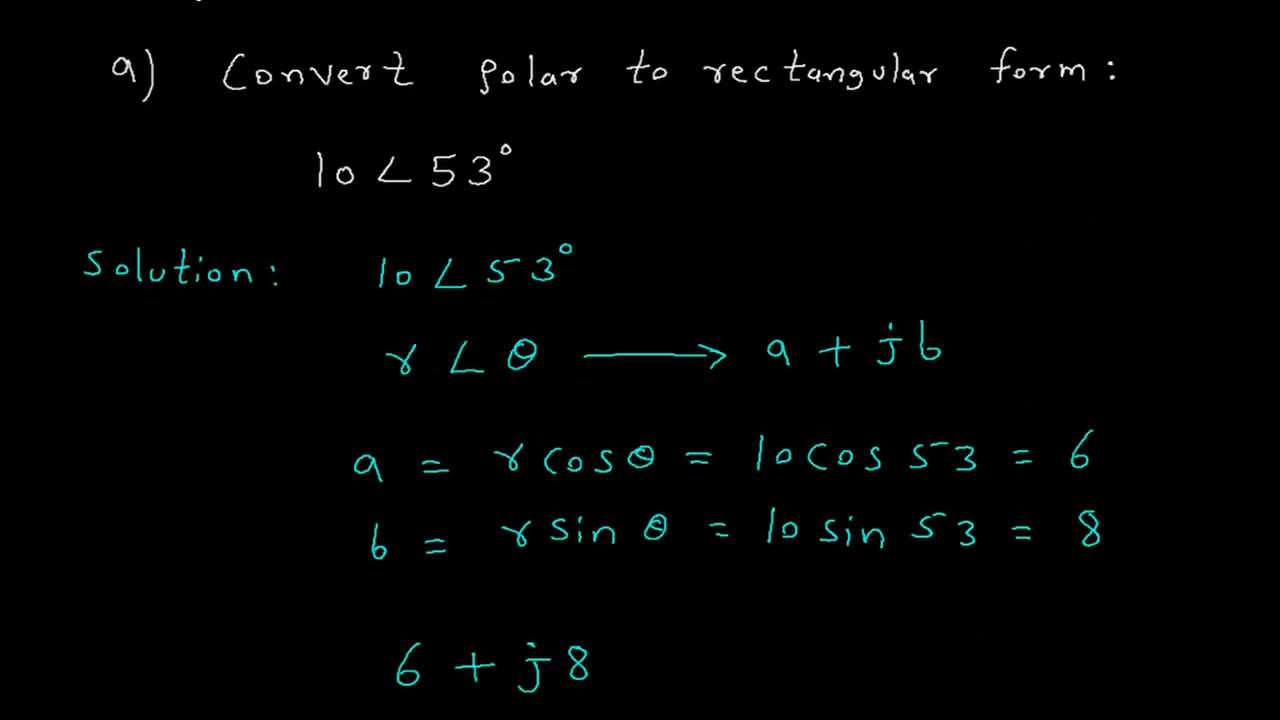 a) Convert polar to rectangular form:
10 ∠ 53°
Solution: 10 ∠ 53°
r ∠ θ ⟶ a + jb
a = r cos θ = 10 cos 53 = 6
b = r sin θ = 10 sin 53 = 8
6 + j8